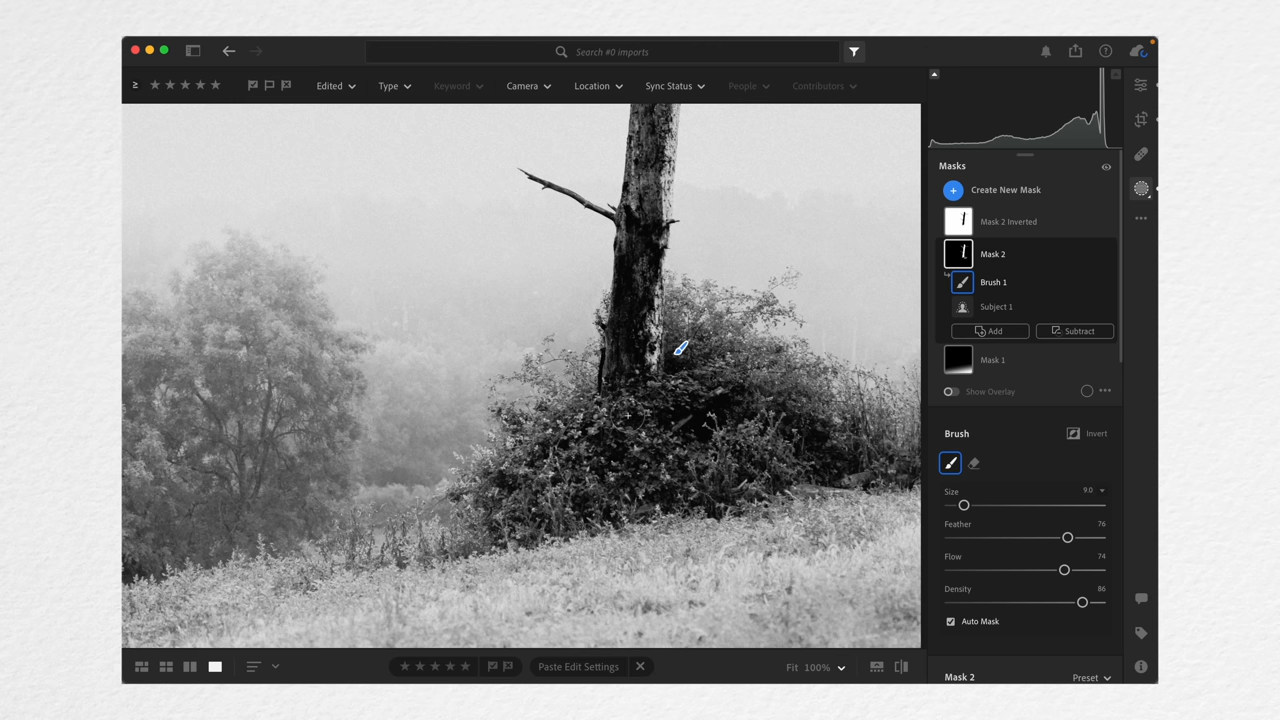 Search #0 imports
≥ Edited Type Keyword Camera Location Sync Status People Contributors
Masks
Create New Mask
Mask 2 Inverted
Mask 2
Brush 1
Subject 1
Add Subtract
Mask 1
Show Overlay
Brush Invert
Size 9.0
Feather 76
Flow 74
Density 86
Auto Mask
Paste Edit Settings Fit 100%
Mask 2 Preset